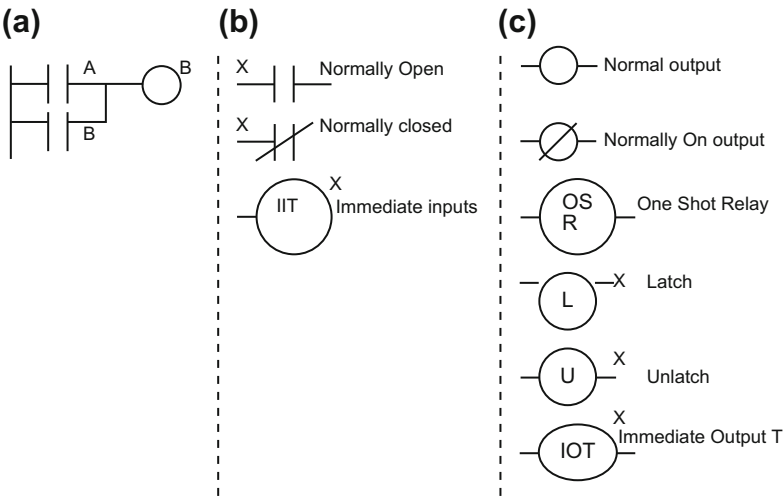 (a)
A
B
B
(b)
X
Normally Open
X
Normally closed
X
IIT
Immediate inputs
(c)
Normal output
Normally On output
OS
R
One Shot Relay
X
Latch
L
X
U
Unlatch
X
Immediate Output T
IOT